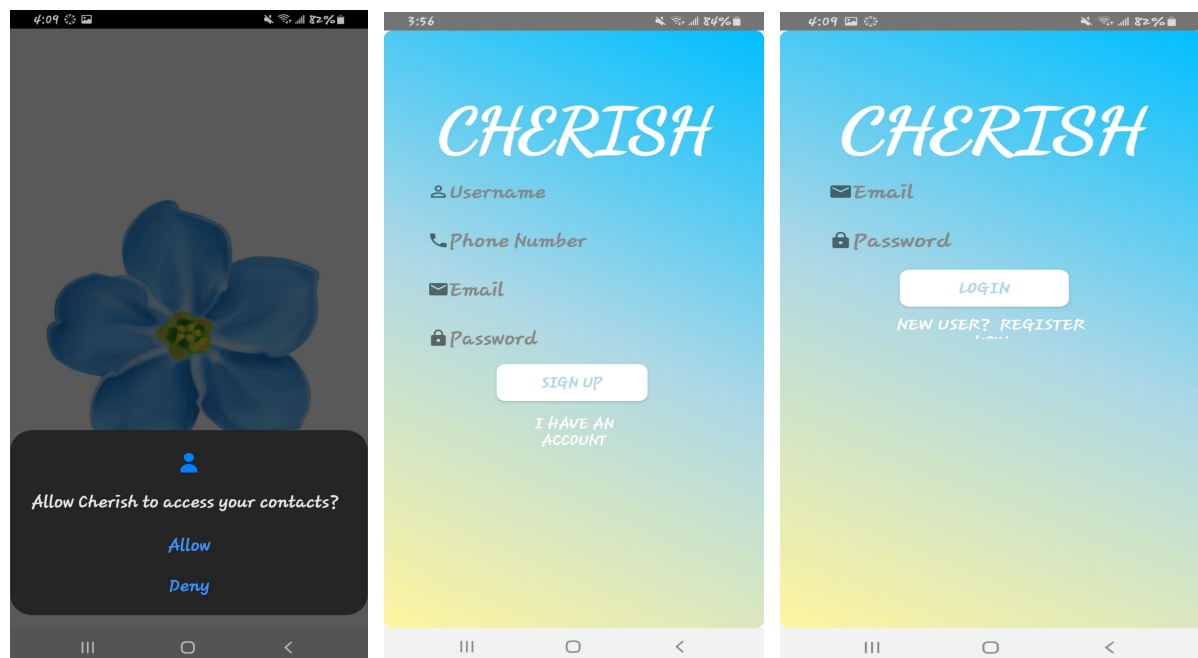 4:09 82%
Allow Cherish to access your contacts?
Allow
Deny
3:56 84%
CHERISH
Username
Phone Number
Email
Password
SIGN UP
I HAVE AN
ACCOUNT
4:09 82%
CHERISH
Email
Password
LOGIN
NEW USER? REGISTER